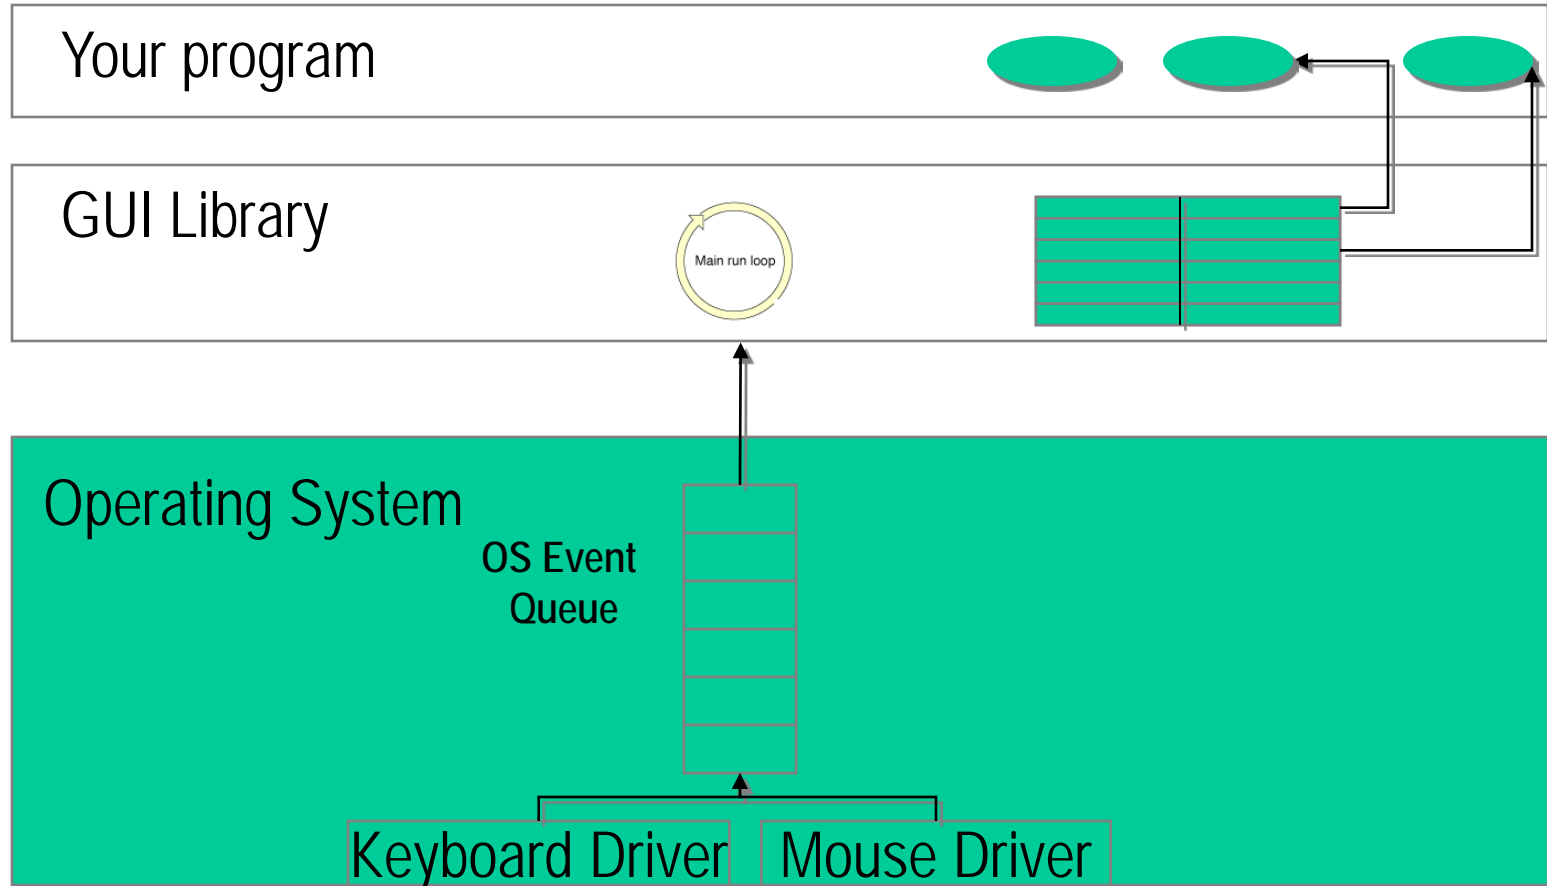 Your program
GUI Library
Main run loop
Operating System
OS Event
Queue
Keyboard Driver
Mouse Driver